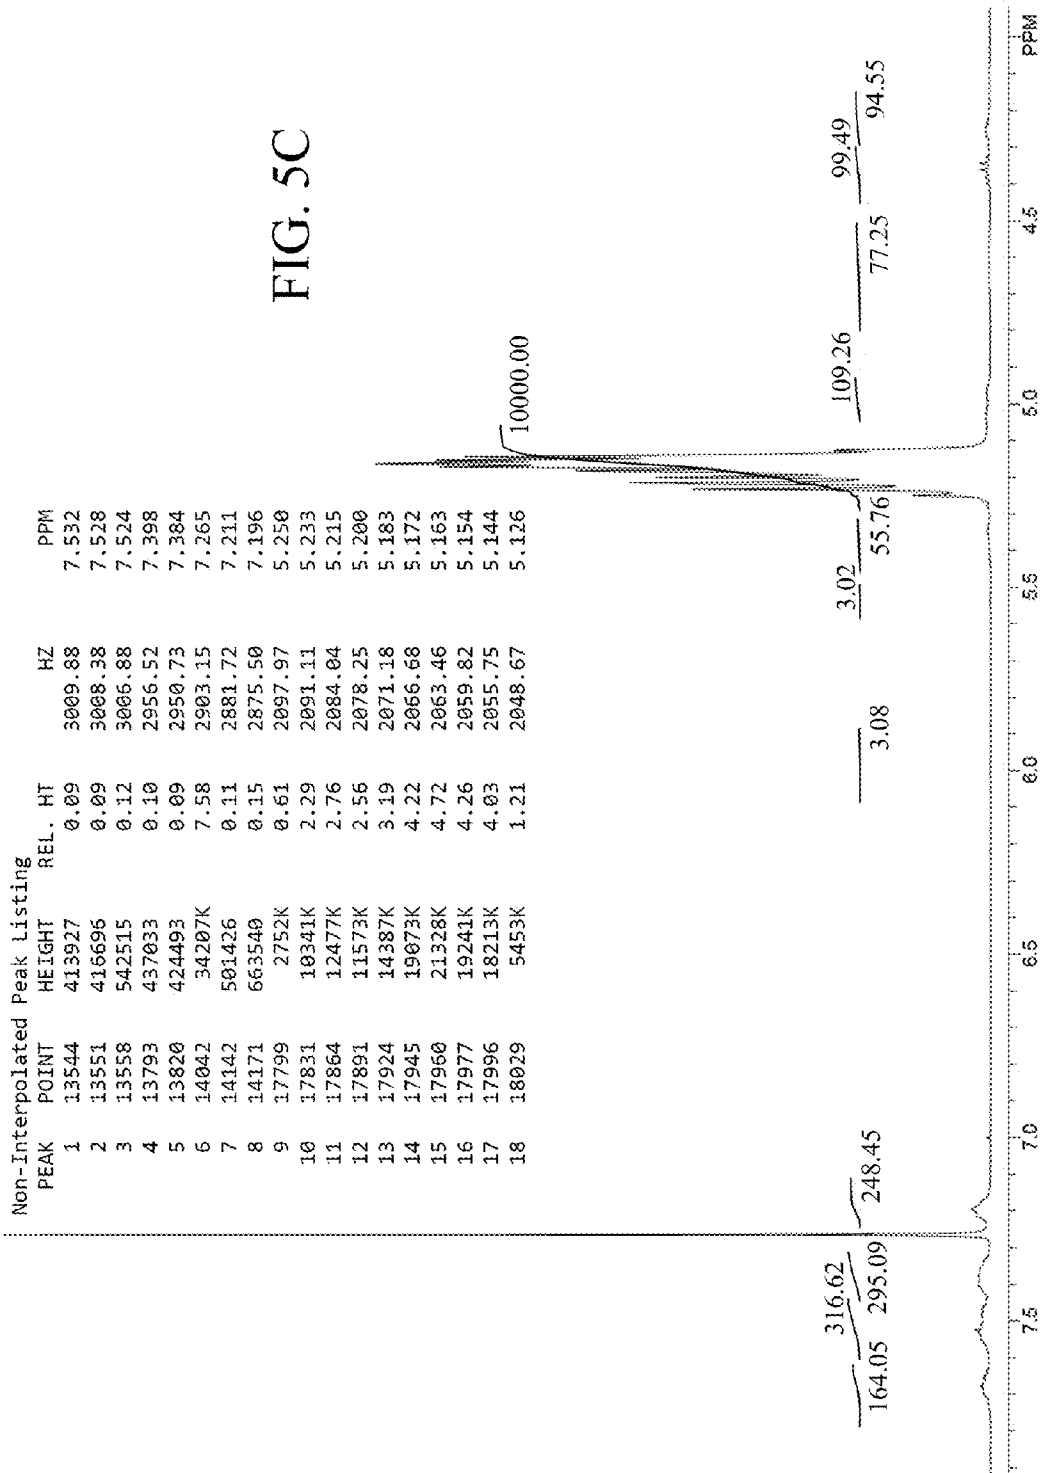 Non-Interpolated Peak Listing
PEAK POINT HEIGHT REL. HT HZ PPM
1 13544 413927 0.09 3009.88 7.532
2 13551 416696 0.09 3008.38 7.528
3 13558 542515 0.12 3006.88 7.524
4 13793 437033 0.10 2956.52 7.398
5 13820 424493 0.09 2950.73 7.384
6 14042 34207K 7.58 2903.15 7.265
7 14142 501426 0.11 2881.72 7.211
8 14171 663540 0.15 2875.50 7.196
9 17799 2752K 0.61 2097.97 5.250
10 17831 10341K 2.29 2091.11 5.233
11 17864 12477K 2.76 2084.04 5.215
12 17891 11573K 2.56 2078.25 5.200
13 17924 14387K 3.19 2071.18 5.183
14 17945 19073K 4.22 2066.68 5.172
15 17960 21328K 4.72 2063.46 5.163
16 17977 19241K 4.26 2059.82 5.154
17 17996 18213K 4.03 2055.75 5.144
18 18029 5453K 1.21 2048.67 5.126
FIG. 5C
10000.00
316.62 3.02 109.26 99.49
164.05 295.09 248.45 3.08 55.76 77.25 94.55
7.5 7.0 6.5 6.0 5.5 5.0 4.5 PPM